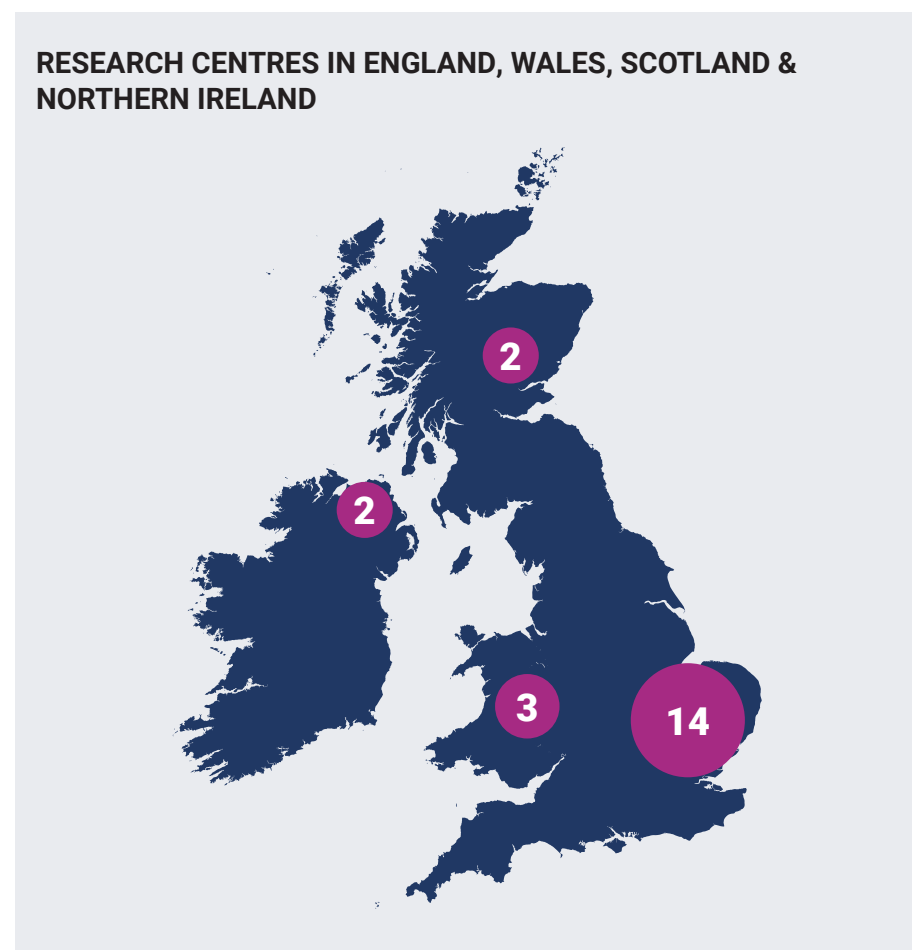 RESEARCH CENTRES IN ENGLAND, WALES, SCOTLAND &
NORTHERN IRELAND
2
2
3
14